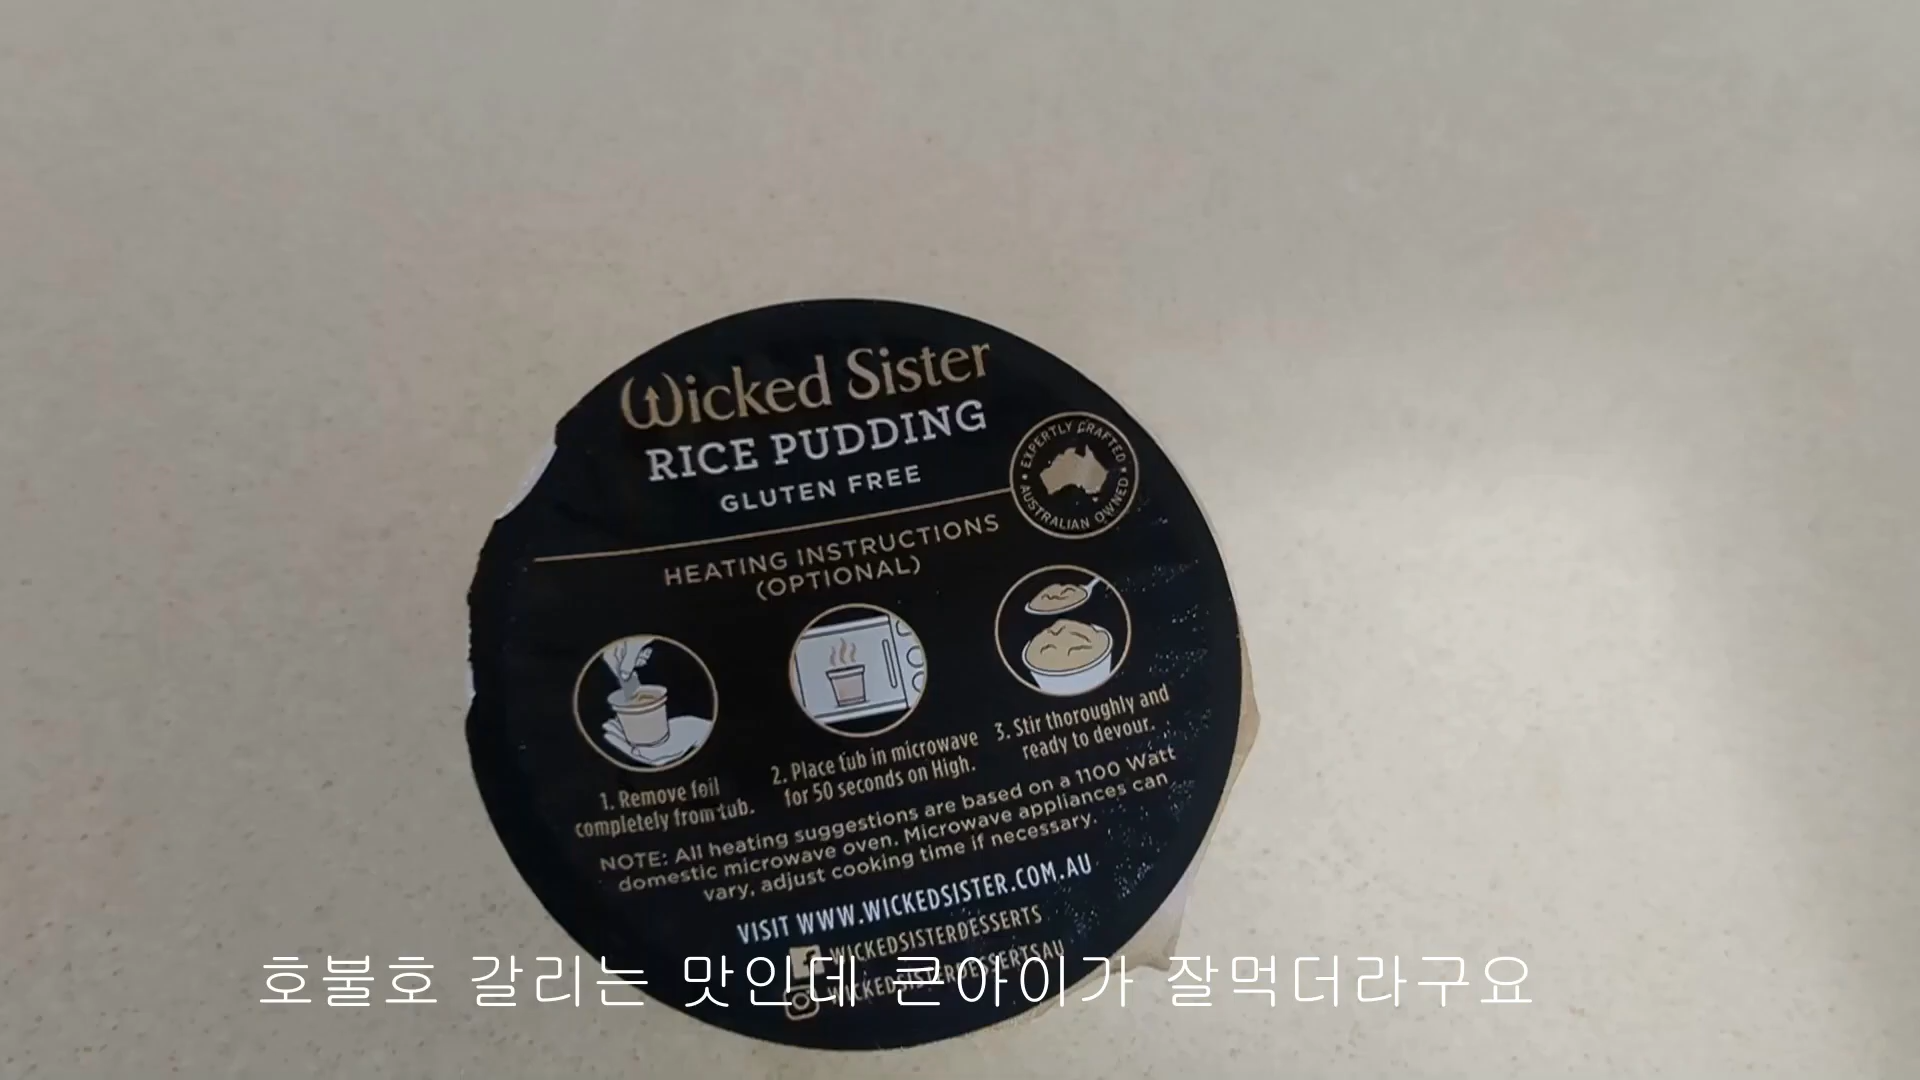 Wicked Sister
RICE PUDDING
GLUTEN FREE
EXPERTLY CRAFTED
AUSTRALIAN OWNED
HEATING INSTRUCTIONS
(OPTIONAL)
1. Remove foil
completely from tub.
2. Place tub in microwave
for 50 seconds on High.
3. Stir thoroughly and
ready to devour.
NOTE: All heating suggestions are based on a 1100 Watt
domestic microwave oven. Microwave appliances can
vary, adjust cooking time if necessary.
VISIT WWW.WICKEDSISTER.COM.AU
WICKEDSISTERDESSERTS
WICKEDSISTERDESSERTSAU
호불호 갈리는 맛인데 큰아이가 잘먹더라구요